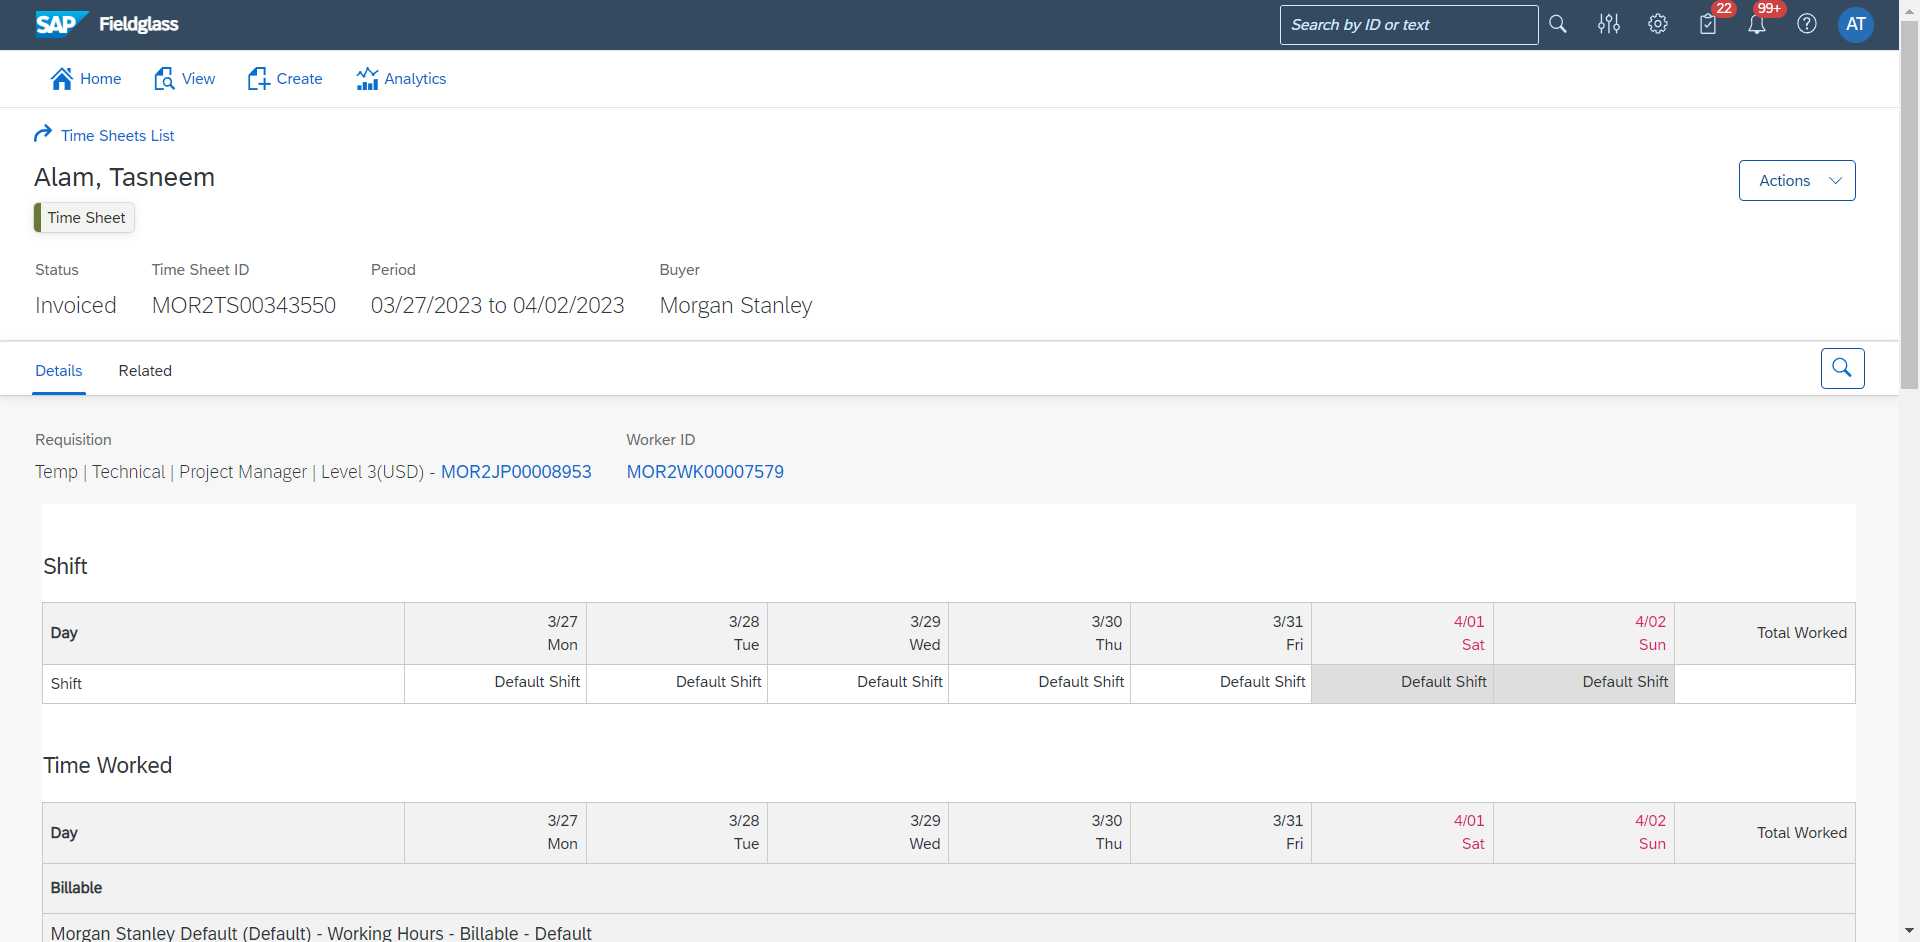 SAP Fieldglass
Search by ID or text
22
99+
AT
Home
View
Create
Analytics
Time Sheets List
Alam, Tasneem
Actions
Time Sheet
Status
Time Sheet ID
Period
Buyer
Invoiced
MOR2TS00343550
03/27/2023 to 04/02/2023
Morgan Stanley
Details
Related
Requisition
Worker ID
Temp | Technical | Project Manager | Level 3(USD) - MOR2JP00008953
MOR2WK00007579
Shift
Day
3/27 Mon
3/28 Tue
3/29 Wed
3/30 Thu
3/31 Fri
4/01 Sat
4/02 Sun
Total Worked
Shift
Default Shift
Default Shift
Default Shift
Default Shift
Default Shift
Default Shift
Default Shift
Time Worked
Day
3/27 Mon
3/28 Tue
3/29 Wed
3/30 Thu
3/31 Fri
4/01 Sat
4/02 Sun
Total Worked
Billable
Morgan Stanley Default (Default) - Working Hours - Billable - Default